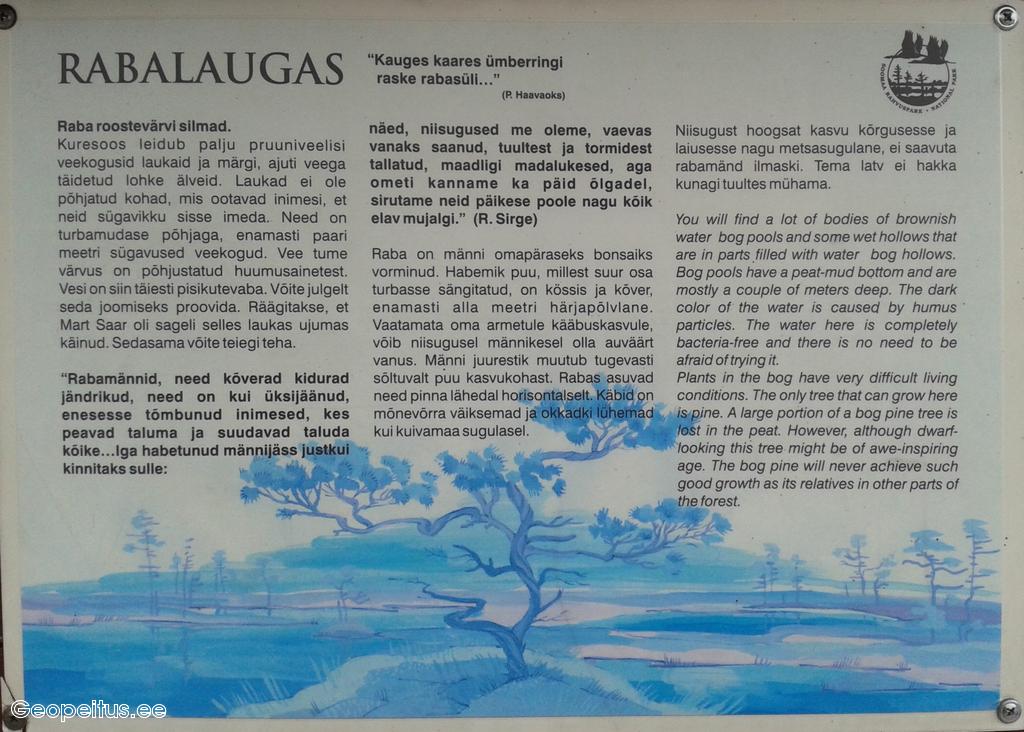 RABALAUGAS
“Kauges kaares ümberringi
raske rabasüli...”
(P. Haavaoks)
SOOMAA RAHVUSPARK • NATIONAL PARK
Raba roostevärvi silmad.
Kuresoos leidub palju pruuniveelisi
veekogusid laukaid ja märgi, ajuti veega
täidetud lohke älveid. Laukad ei ole
põhjatud kohad, mis ootavad inimesi, et
neid sügavikku sisse imeda. Need on
turbamudase põhjaga, enamasti paari
meetri sügavused veekogud. Vee tume
värvus on põhjustatud huumusainetest.
Vesi on siin täiesti pisikutevaba. Võite julgelt
seda joomiseks proovida. Räägitakse, et
Mart Saar oli sageli selles laukas ujumas
käinud. Sedasama võite teiegi teha.
“Rabamännid, need kõverad kidurad
jändrikud, need on kui üksijäänud,
enesesse tõmbunud inimesed, kes
peavad taluma ja suudavad taluda
kõike...Iga habetunud männijäss justkui
kinnitaks sulle:
näed, niisugused me oleme, vaevas
vanaks saanud, tuultest ja tormidest
tallatud, maadligi madalukesed, aga
ometi kanname ka päid õlgadel,
sirutame neid päikese poole nagu kõik
elav mujalgi.” (R. Sirge)
Raba on männi omapäraseks bonsaiks
vorminud. Habemik puu, millest suur osa
turbasse sängitatud, on kössis ja kõver,
enamasti alla meetri härjapõlvlane.
Vaatamata oma armetule kääbuskasvule,
võib niisugusel männikesel olla auväärt
vanus. Männi juurestik muutub tugevasti
sõltuvalt puu kasvukohast. Rabas asuvad
need pinna lähedal horisontalselt. Käbid on
mõnevõrra väiksemad ja okkadki lühemad
kui kuivamaa sugulasel.
Niisugust hoogsat kasvu kõrgusesse ja
laiusesse nagu metsasugulane, ei saavuta
rabamänd ilmaski. Tema latv ei hakka
kunagi tuultes mühama.
You will find a lot of bodies of brownish
water bog pools and some wet hollows that
are in parts filled with water bog hollows.
Bog pools have a peat-mud bottom and are
mostly a couple of meters deep. The dark
color of the water is caused by humus
particles. The water here is completely
bacteria-free and there is no need to be
afraid of trying it.
Plants in the bog have very difficult living
conditions. The only tree that can grow here
is pine. A large portion of a bog pine tree is
lost in the peat. However, although dwarf-
looking this tree might be of awe-inspiring
age. The bog pine will never achieve such
good growth as its relatives in other parts of
the forest.
Geopeitus.ee